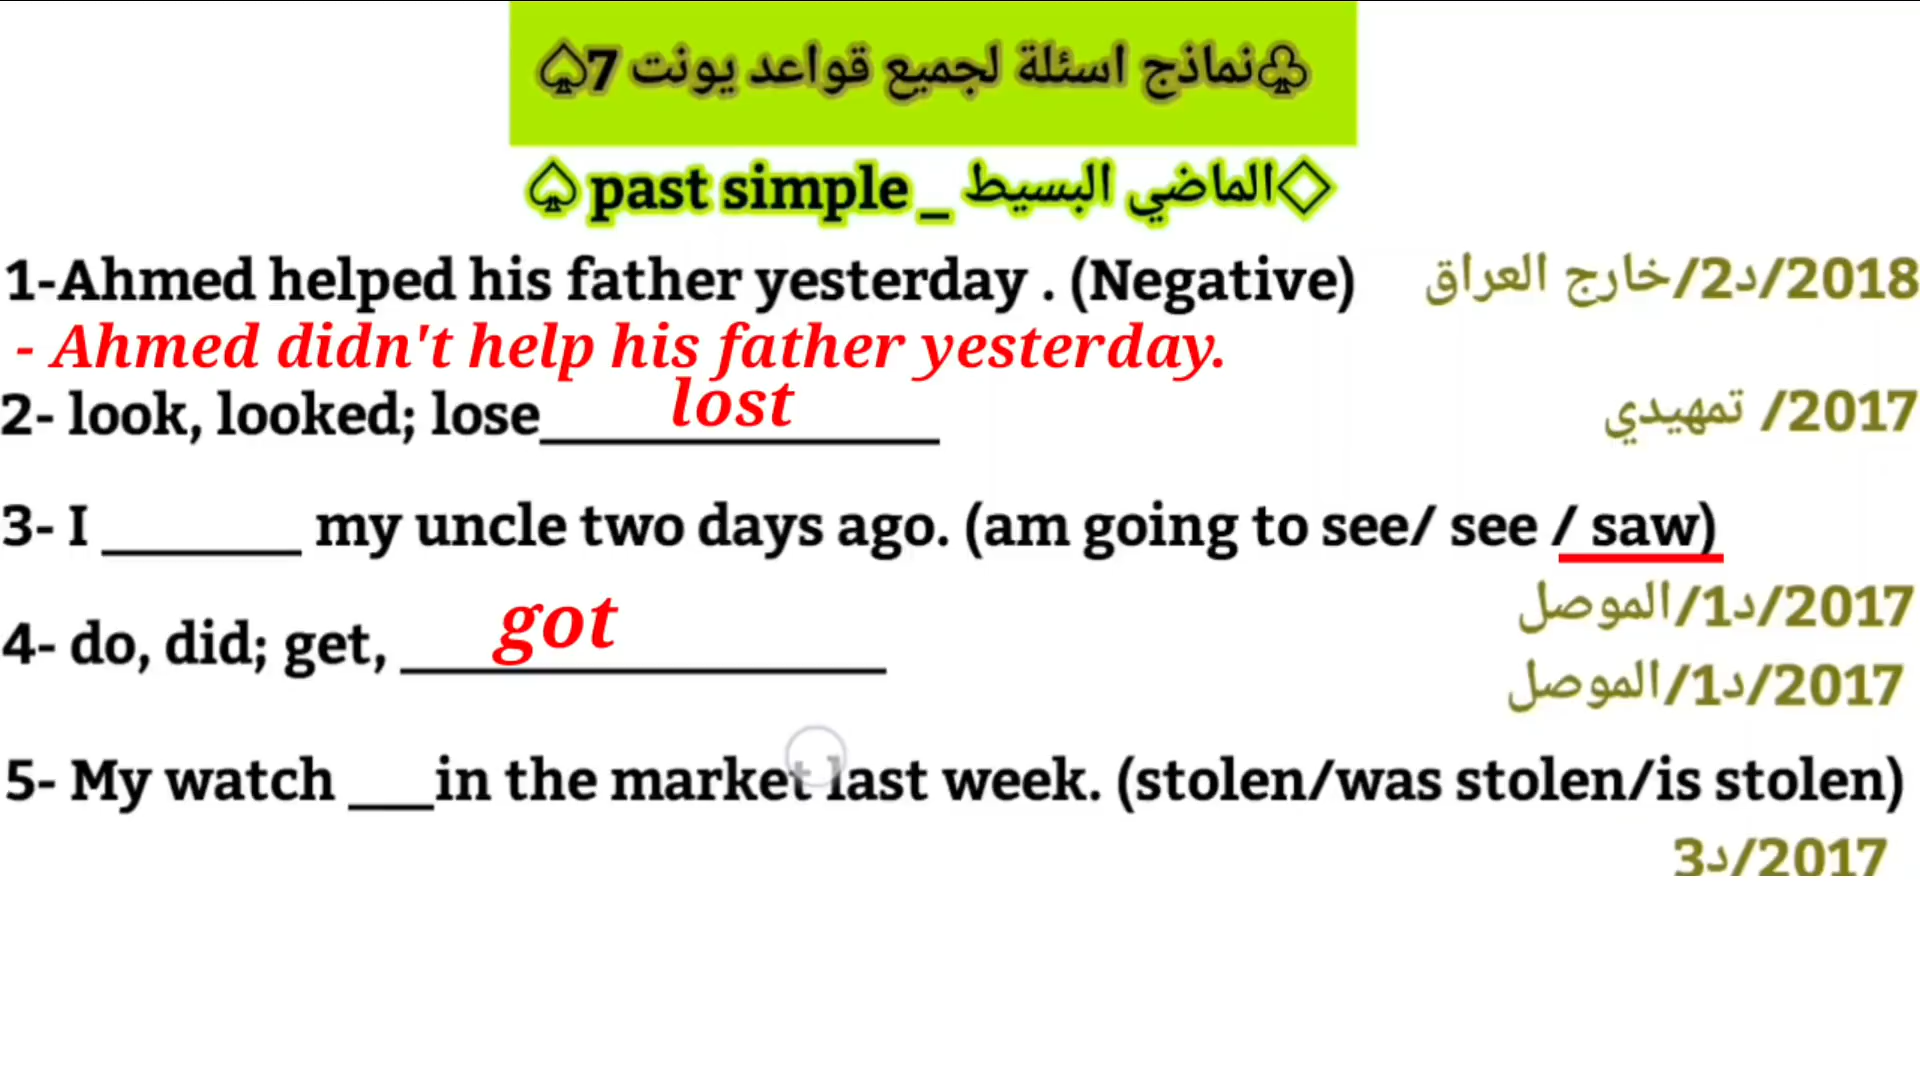 ♧نماذج اسئلة لجميع قواعد يونت 7♤
◇الماضي البسيط _ past simple♤
1-Ahmed helped his father yesterday . (Negative) 2018/د2/خارج العراق
- Ahmed didn't help his father yesterday.
2- look, looked; lose____________ lost 2017/ تمهيدي
3- I _______ my uncle two days ago. (am going to see/ see / saw)
2017/د1/الموصل
4- do, did; get, ______________ got
2017/د1/الموصل
5- My watch ___in the market last week. (stolen/was stolen/is stolen)
2017/د3